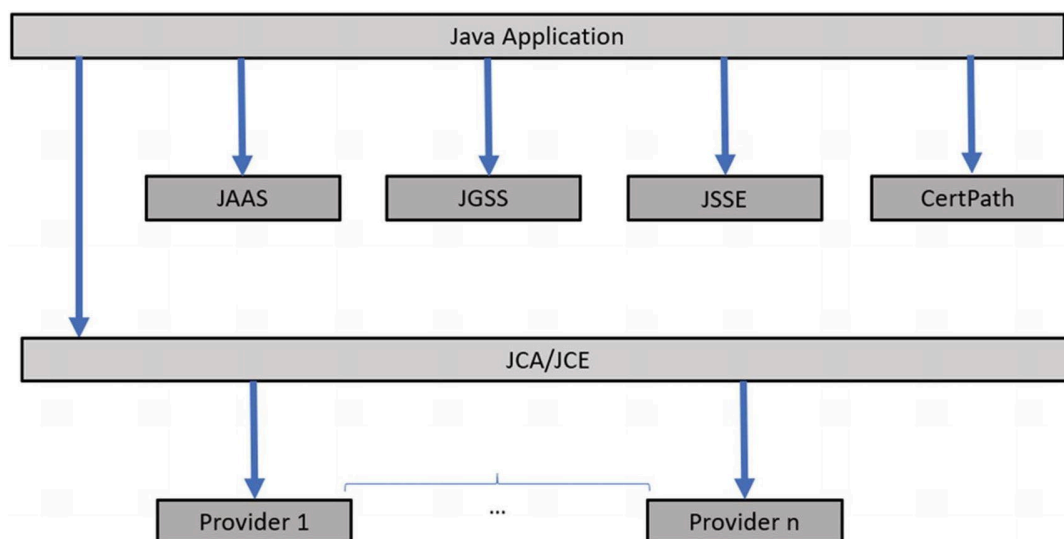 Java Application
JAAS
JGSS
JSSE
CertPath
JCA/JCE
...
Provider 1
Provider n